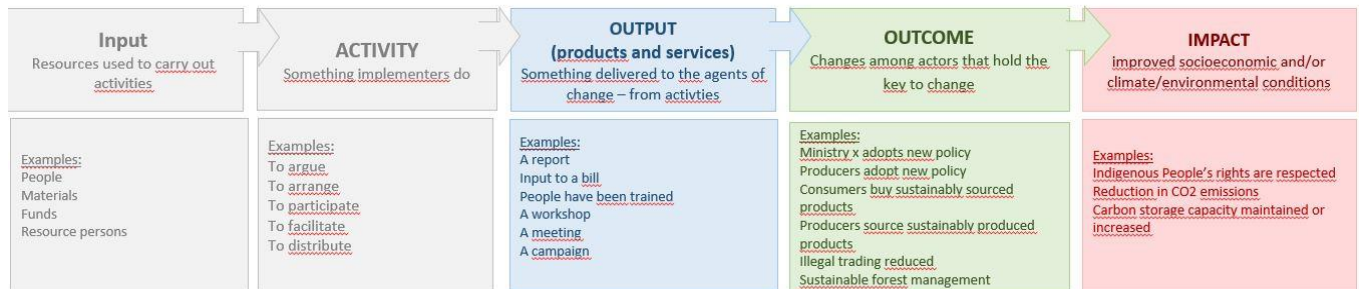 Input
Resources used to carry out
activities
ACTIVITY
Something implementers do
OUTPUT
(products and services)
Something delivered to the agents of
change – from activties
OUTCOME
Changes among actors that hold the
key to change
IMPACT
improved socioeconomic and/or
climate/environmental conditions
Examples:
People
Materials
Funds
Resource persons
Examples:
To argue
To arrange
To participate
To facilitate
To distribute
Examples:
A report
Input to a bill
People have been trained
A workshop
A meeting
A campaign
Examples:
Ministry x adopts new policy
Producers adopt new policy
Consumers buy sustainably sourced
products
Producers source sustainably produced
products
Illegal trading reduced
Sustainable forest management
Examples:
Indigenous People's rights are respected
Reduction in CO2 emissions
Carbon storage capacity maintained or
increased